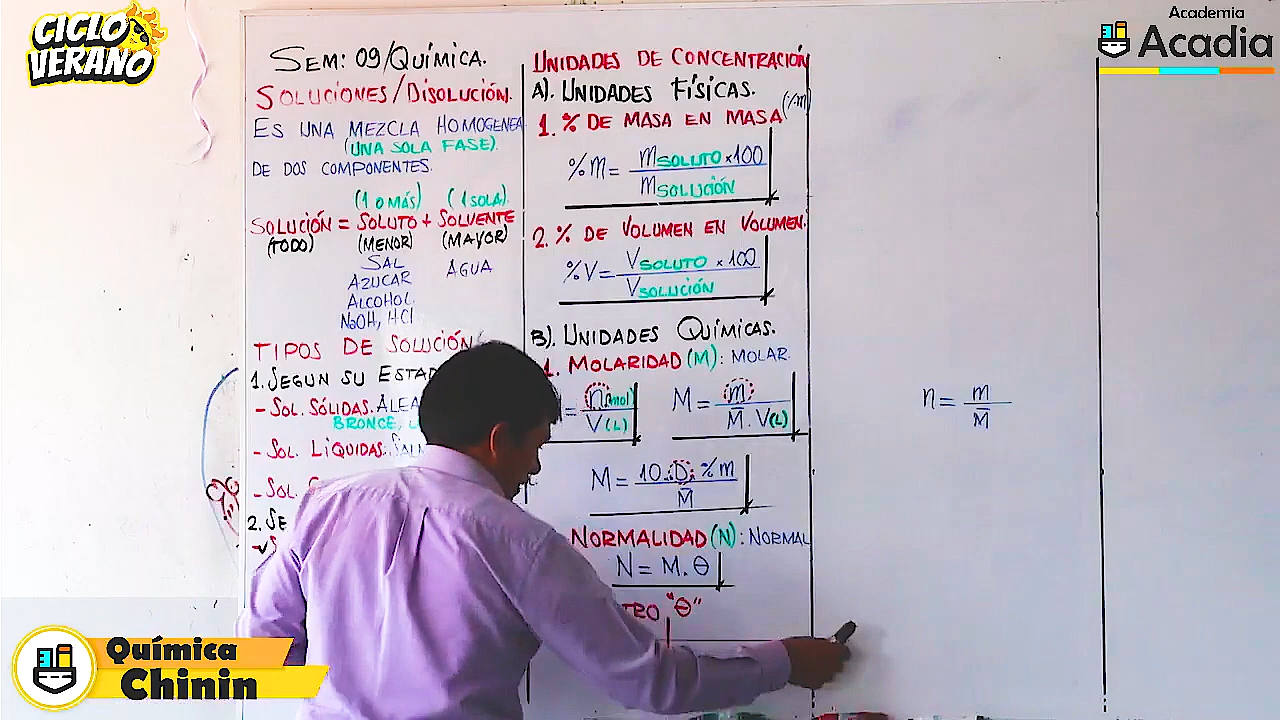 CICLO
VERANO
Academia
Acadia
SEM: 09/QUÍMICA.
SOLUCIONES/DISOLUCIÓN.
ES UNA MEZCLA HOMOGENEA
(UNA SOLA FASE).
DE DOS COMPONENTES.
(1 o MÁS) (1 SOLA).
SOLUCIÓN = SOLUTO + SOLVENTE
(TODO) (MENOR) (MAYOR)
SAL AGUA
AZUCAR
ALCOHOL.
NaOH, HCl
TIPOS DE SOLUCIÓN
1. SEGUN SU
- SOL. SÓLIDAS.
BRONCE,
- SOL. LÍQUIDAS:
- SOL.
2.
UNIDADES DE CONCENTRACIÓN
A). UNIDADES FÍSICAS.
1. % DE MASA EN MASA (%m)
%m = mSOLUTO x 100
mSOLUCIÓN
2. % DE VOLUMEN EN VOLUMEN.
%V = VSOLUTO x 100
VSOLUCIÓN
B). UNIDADES QUÍMICAS.
1. MOLARIDAD (M): MOLAR.
= n(mol)
V(L)
M = m
M̄ . V(L)
M = 10 . D . %m
M̄
NORMALIDAD (N): NORMAL
N = M . θ
"θ"
n = m
M̄
Química
Chinin